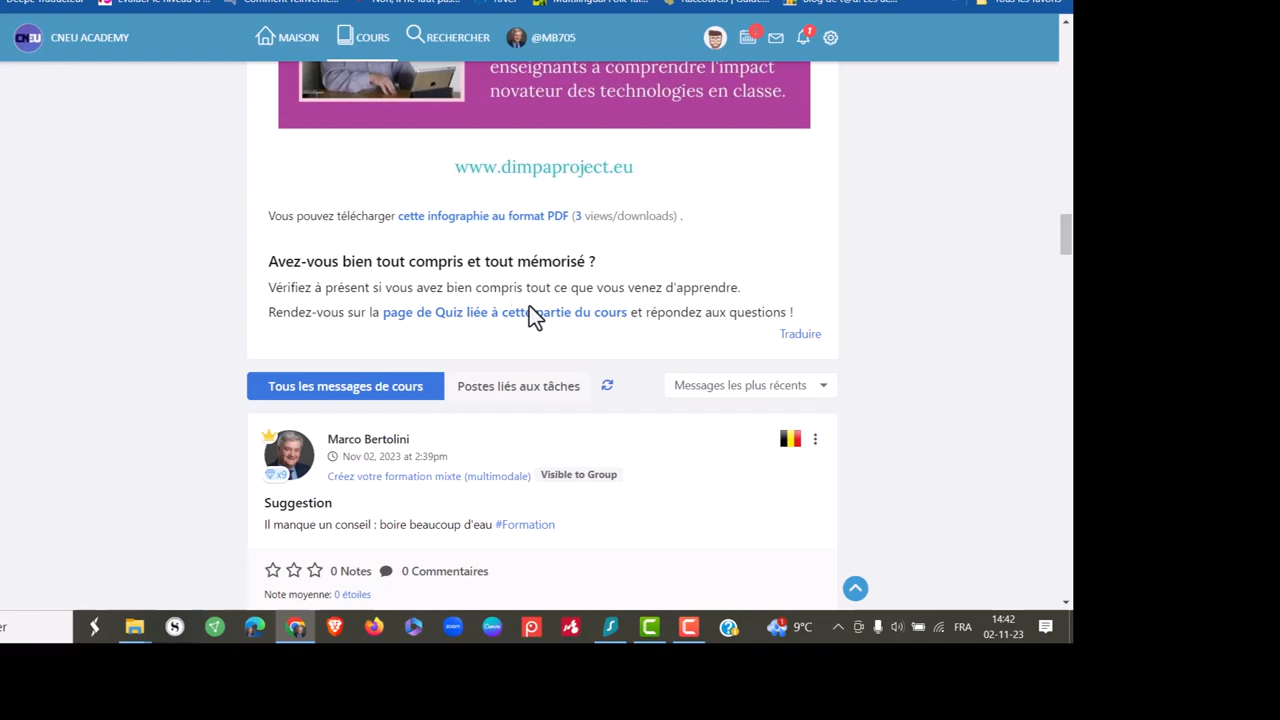 CNEU ACADEMY
MAISON
COURS
RECHERCHER
@MB705
1
enseignants à comprendre l'impact
novateur des technologies en classe.
www.dimpaproject.eu
Vous pouvez télécharger cette infographie au format PDF (3 views/downloads) .
Avez-vous bien tout compris et tout mémorisé ?
Vérifiez à présent si vous avez bien compris tout ce que vous venez d'apprendre.
Rendez-vous sur la page de Quiz liée à cette partie du cours et répondez aux questions !
Traduire
Tous les messages de cours
Postes liés aux tâches
Messages les plus récents
Marco Bertolini
Nov 02, 2023 at 2:39pm
x9
Créez votre formation mixte (multimodale)
Visible to Group
Suggestion
Il manque un conseil : boire beaucoup d'eau #Formation
0 Notes
0 Commentaires
Note moyenne: 0 étoiles
er
9°C
FRA
14:42
02-11-23